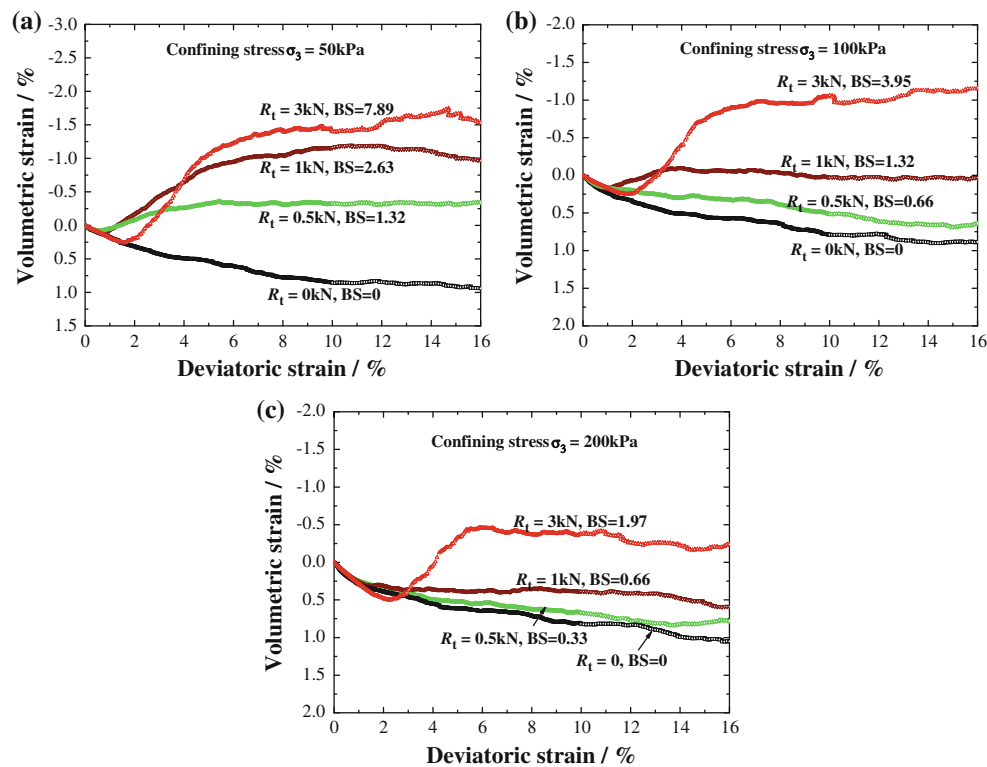 (a)
Confining stress σ3 = 50kPa
Rt = 3kN, BS=7.89
Rt = 1kN, BS=2.63
Rt = 0.5kN, BS=1.32
Rt = 0kN, BS=0
-3.0
-2.5
-2.0
-1.5
-1.0
-0.5
0.0
0.5
1.0
1.5
Volumetric strain / %
0 2 4 6 8 10 12 14 16
Deviatoric strain / %
(b)
Confining stress σ3 = 100kPa
Rt = 3kN, BS=3.95
Rt = 1kN, BS=1.32
Rt = 0.5kN, BS=0.66
Rt = 0kN, BS=0
-2.0
-1.5
-1.0
-0.5
0.0
0.5
1.0
1.5
2.0
Volumetric strain / %
0 2 4 6 8 10 12 14 16
Deviatoric strain / %
(c)
Confining stress σ3 = 200kPa
Rt = 3kN, BS=1.97
Rt = 1kN, BS=0.66
Rt = 0.5kN, BS=0.33
Rt = 0, BS=0
-2.0
-1.5
-1.0
-0.5
0.0
0.5
1.0
1.5
2.0
Volumetric strain / %
0 2 4 6 8 10 12 14 16
Deviatoric strain / %